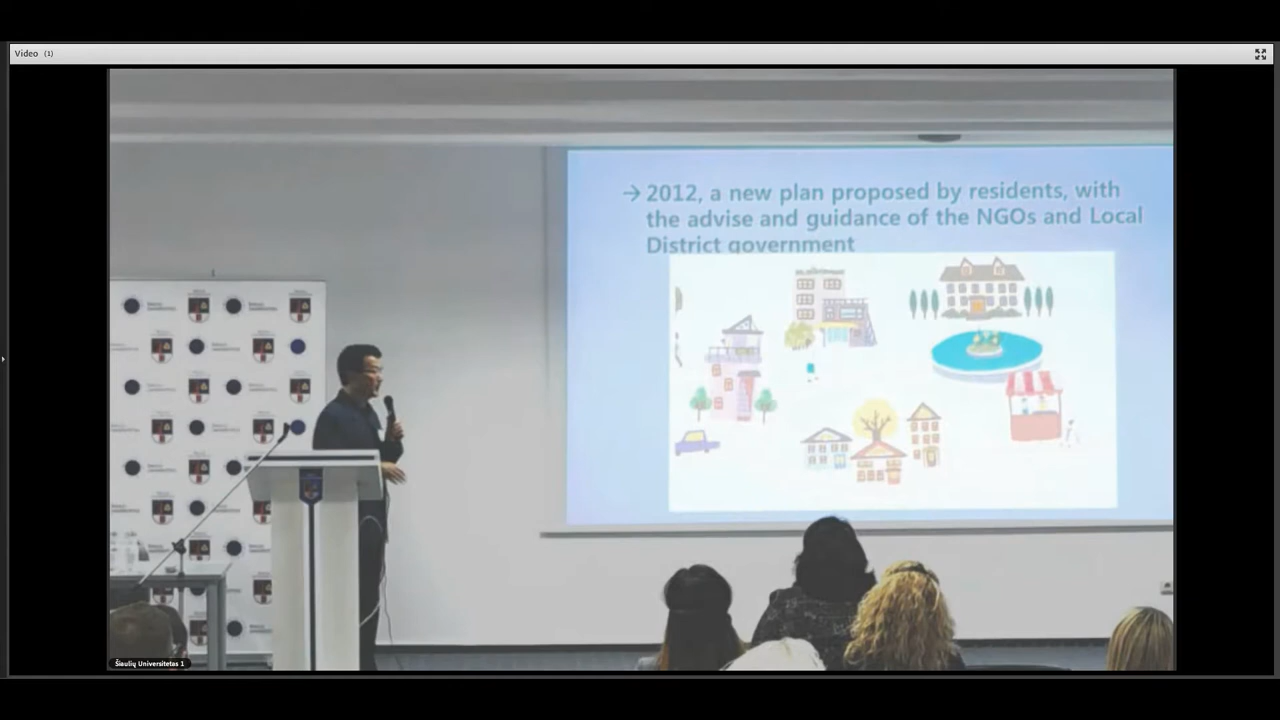 Video (1)
→ 2012, a new plan proposed by residents, with
the advise and guidance of the NGOs and Local
District government
Šiaulių Universitetas 1